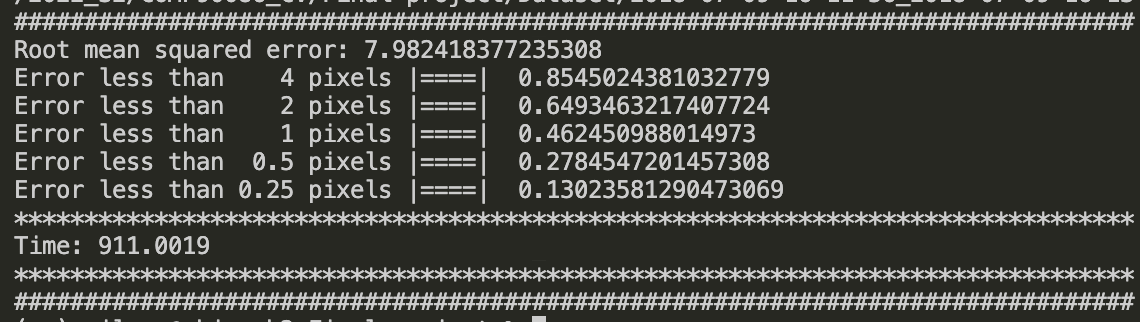 ################################################################################
Root mean squared error: 7.982418377235308
Error less than    4 pixels |====|  0.8545024381032779
Error less than    2 pixels |====|  0.6493463217407724
Error less than    1 pixels |====|  0.462450988014973
Error less than  0.5 pixels |====|  0.2784547201457308
Error less than 0.25 pixels |====|  0.13023581290473069
********************************************************************************
Time: 911.0019
********************************************************************************
################################################################################